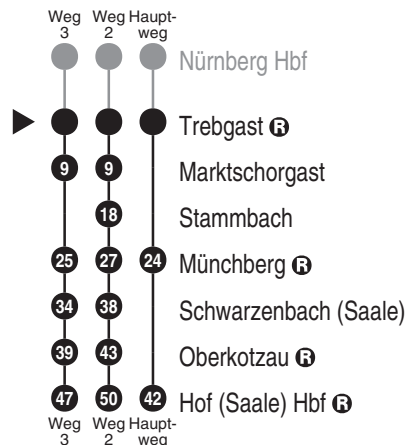 Weg 3 Weg 2 Haupt-weg
Nürnberg Hbf
Trebgast R
9 9 Marktschorgast
18 Stammbach
25 27 24 Münchberg R
34 38 Schwarzenbach (Saale)
39 43 Oberkotzau R
47 50 42 Hof (Saale) Hbf R
Weg 3 Weg 2 Haupt-weg